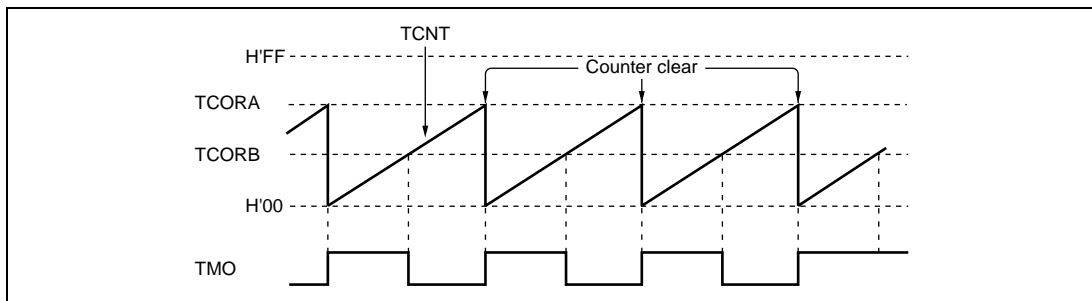 TCNT
H'FF
Counter clear
TCORA
TCORB
H'00
TMO